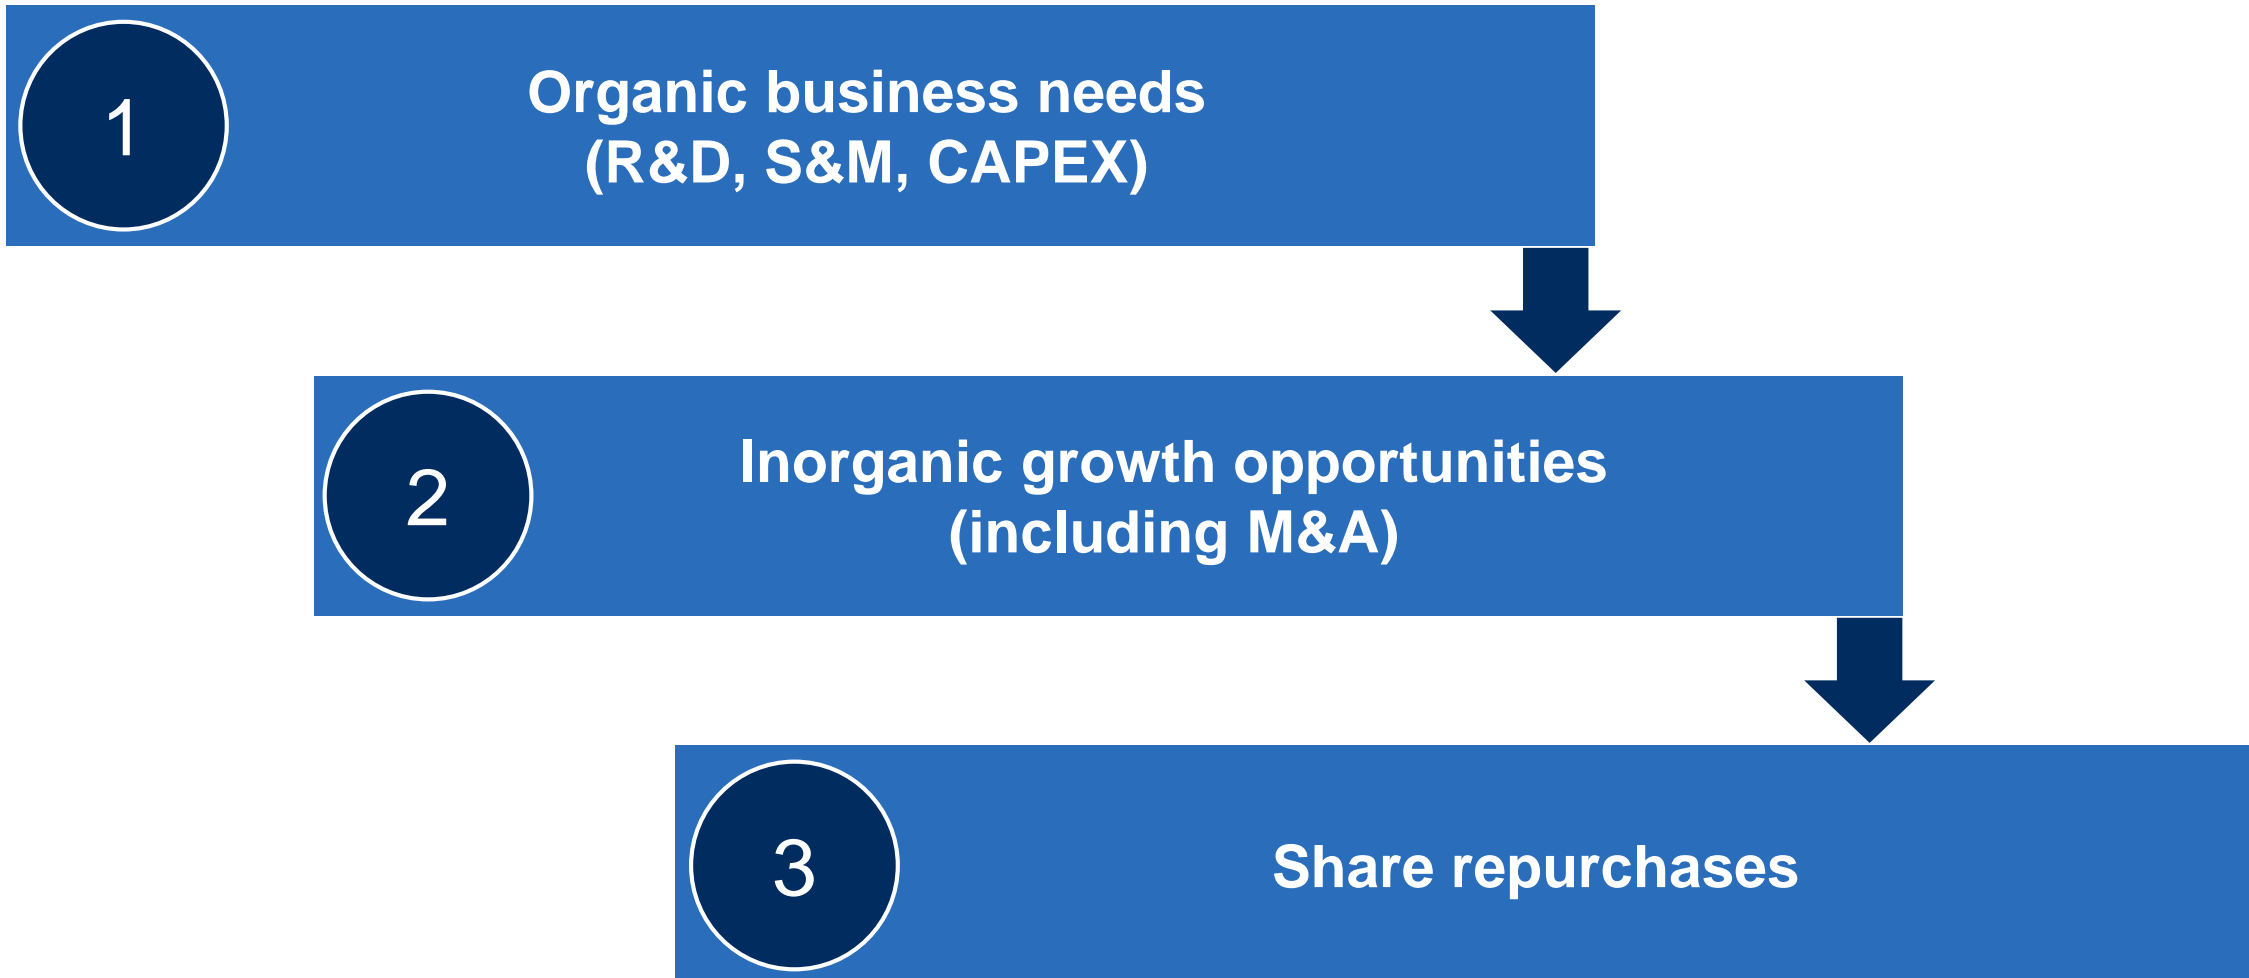 1
Organic business needs
(R&D, S&M, CAPEX)
2
Inorganic growth opportunities
(including M&A)
3
Share repurchases